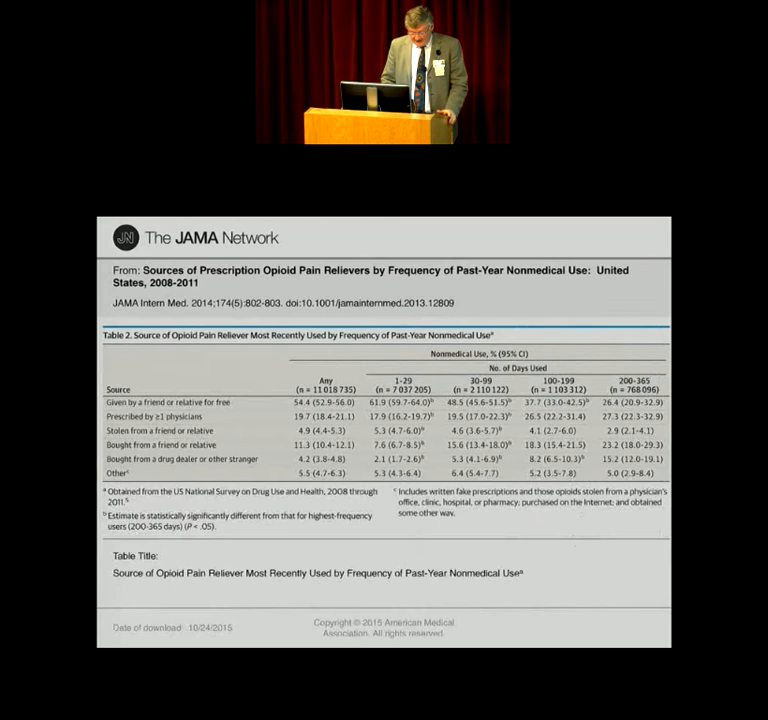 JN The JAMA Network
From: Sources of Prescription Opioid Pain Relievers by Frequency of Past-Year Nonmedical Use: United
States, 2008-2011
JAMA Intern Med. 2014;174(5):802-803. doi:10.1001/jamainternmed.2013.12809
Table 2. Source of Opioid Pain Reliever Most Recently Used by Frequency of Past-Year Nonmedical Useª
Nonmedical Use, % (95% CI)
No. of Days Used
Any 1-29 30-99 100-199 200-365
Source (n = 11 018 735) (n = 7 037 205) (n = 2 110 122) (n = 1 103 312) (n = 768 096)
Given by a friend or relative for free 54.4 (52.9-56.0) 61.9 (59.7-64.0)ᵇ 48.5 (45.6-51.5)ᵇ 37.7 (33.0-42.5)ᵇ 26.4 (20.9-32.9)
Prescribed by ≥1 physicians 19.7 (18.4-21.1) 17.9 (16.2-19.7)ᵇ 19.5 (17.0-22.3)ᵇ 26.5 (22.2-31.4) 27.3 (22.3-32.9)
Stolen from a friend or relative 4.9 (4.4-5.3) 5.3 (4.7-6.0)ᵇ 4.6 (3.6-5.7)ᵇ 4.1 (2.7-6.0) 2.9 (2.1-4.1)
Bought from a friend or relative 11.3 (10.4-12.1) 7.6 (6.7-8.5)ᵇ 15.6 (13.4-18.0)ᵇ 18.3 (15.4-21.5) 23.2 (18.0-29.3)
Bought from a drug dealer or other stranger 4.2 (3.8-4.8) 2.1 (1.7-2.6)ᵇ 5.3 (4.1-6.9)ᵇ 8.2 (6.5-10.3)ᵇ 15.2 (12.0-19.1)
Otherᶜ 5.5 (4.7-6.3) 5.3 (4.3-6.4) 6.4 (5.4-7.7) 5.2 (3.5-7.8) 5.0 (2.9-8.4)
ª Obtained from the US National Survey on Drug Use and Health, 2008 through
2011.⁵
ᵇ Estimate is statistically significantly different from that for highest-frequency
users (200-365 days) (P < .05).
ᶜ Includes written fake prescriptions and those opioids stolen from a physician's
office, clinic, hospital, or pharmacy; purchased on the Internet; and obtained
some other way.
Table Title:
Source of Opioid Pain Reliever Most Recently Used by Frequency of Past-Year Nonmedical Useª
Date of download: 10/24/2015
Copyright © 2015 American Medical
Association. All rights reserved.